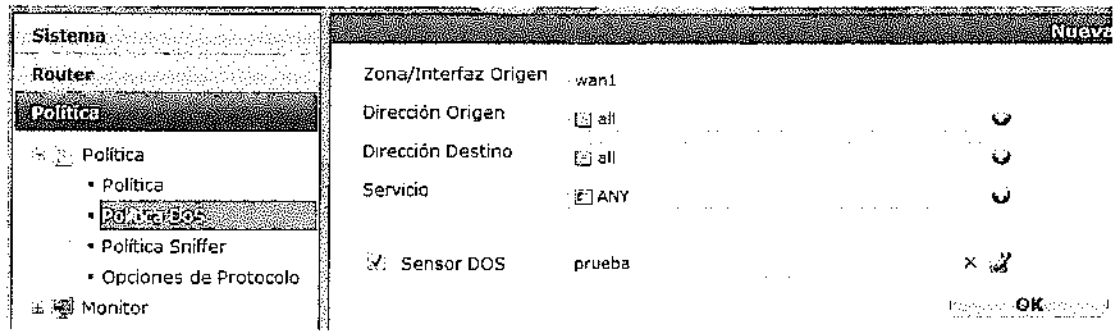 Sistema
Router
Política
Política
Política
Política DOS
Política Sniffer
Opciones de Protocolo
Monitor
Nueva
Zona/Interfaz Origen wan1
Dirección Origen all
Dirección Destino all
Servicio ANY
Sensor DOS prueba
OK